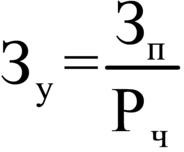 З_у = З_п / Р_ч